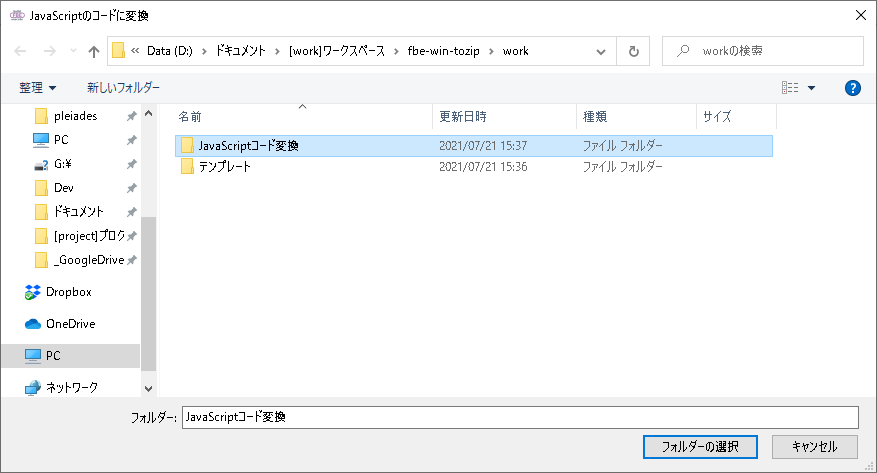 JavaScriptのコードに変換
« Data (D:) › ドキュメント › [work]ワークスペース › fbe-win-tozip › work
workの検索
整理 新しいフォルダー
名前 更新日時 種類 サイズ
pleiades
PC
G:¥
Dev
ドキュメント
[project]プロク
_GoogleDrive
Dropbox
OneDrive
PC
ネットワーク
JavaScriptコード変換 2021/07/21 15:37 ファイル フォルダー
テンプレート 2021/07/21 15:36 ファイル フォルダー
フォルダー: JavaScriptコード変換
フォルダーの選択 キャンセル